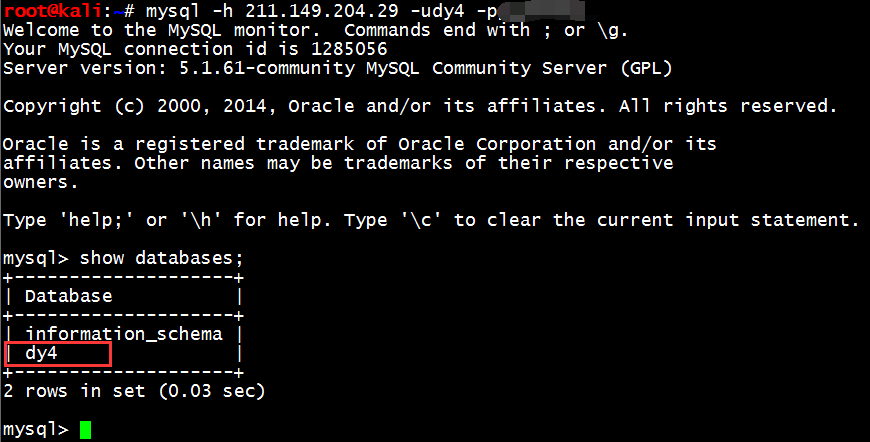 root@kali:~# mysql -h 211.149.204.29 -udy4 -p
Welcome to the MySQL monitor.  Commands end with ; or \g.
Your MySQL connection id is 1285056
Server version: 5.1.61-community MySQL Community Server (GPL)
Copyright (c) 2000, 2014, Oracle and/or its affiliates. All rights reserved.
Oracle is a registered trademark of Oracle Corporation and/or its
affiliates. Other names may be trademarks of their respective
owners.
Type 'help;' or '\h' for help. Type '\c' to clear the current input statement.
mysql> show databases;
+--------------------+
| Database           |
+--------------------+
| information_schema |
| dy4                |
+--------------------+
2 rows in set (0.03 sec)
mysql>